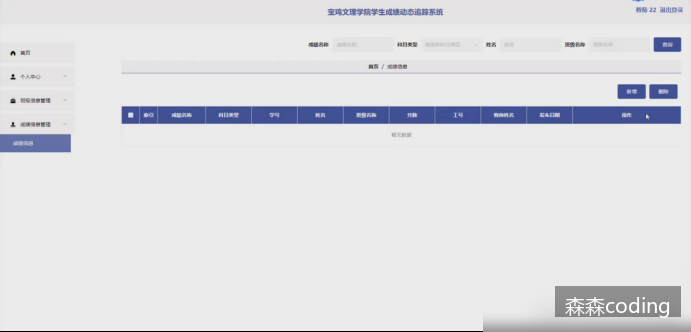 宝鸡文理学院学生成绩动态追踪系统
教师 22 退出登录
首页
个人中心
班级信息管理
成绩信息管理
成绩信息
成绩名称 成绩名称 科目类型 姓名 姓名 班级名称 班级名称 查询
首页 / 成绩信息
新增 删除
索引 成绩名称 科目类型 学号 姓名 班级名称 分数 工号 教师姓名 发布日期 操作
暂无数据
森森coding